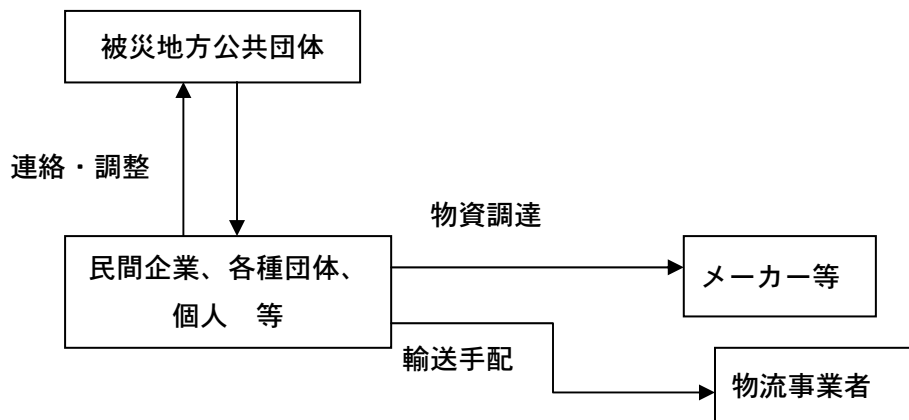 被災地方公共団体
連絡・調整
物資調達
民間企業、各種団体、
個人　等
メーカー等
輸送手配
物流事業者